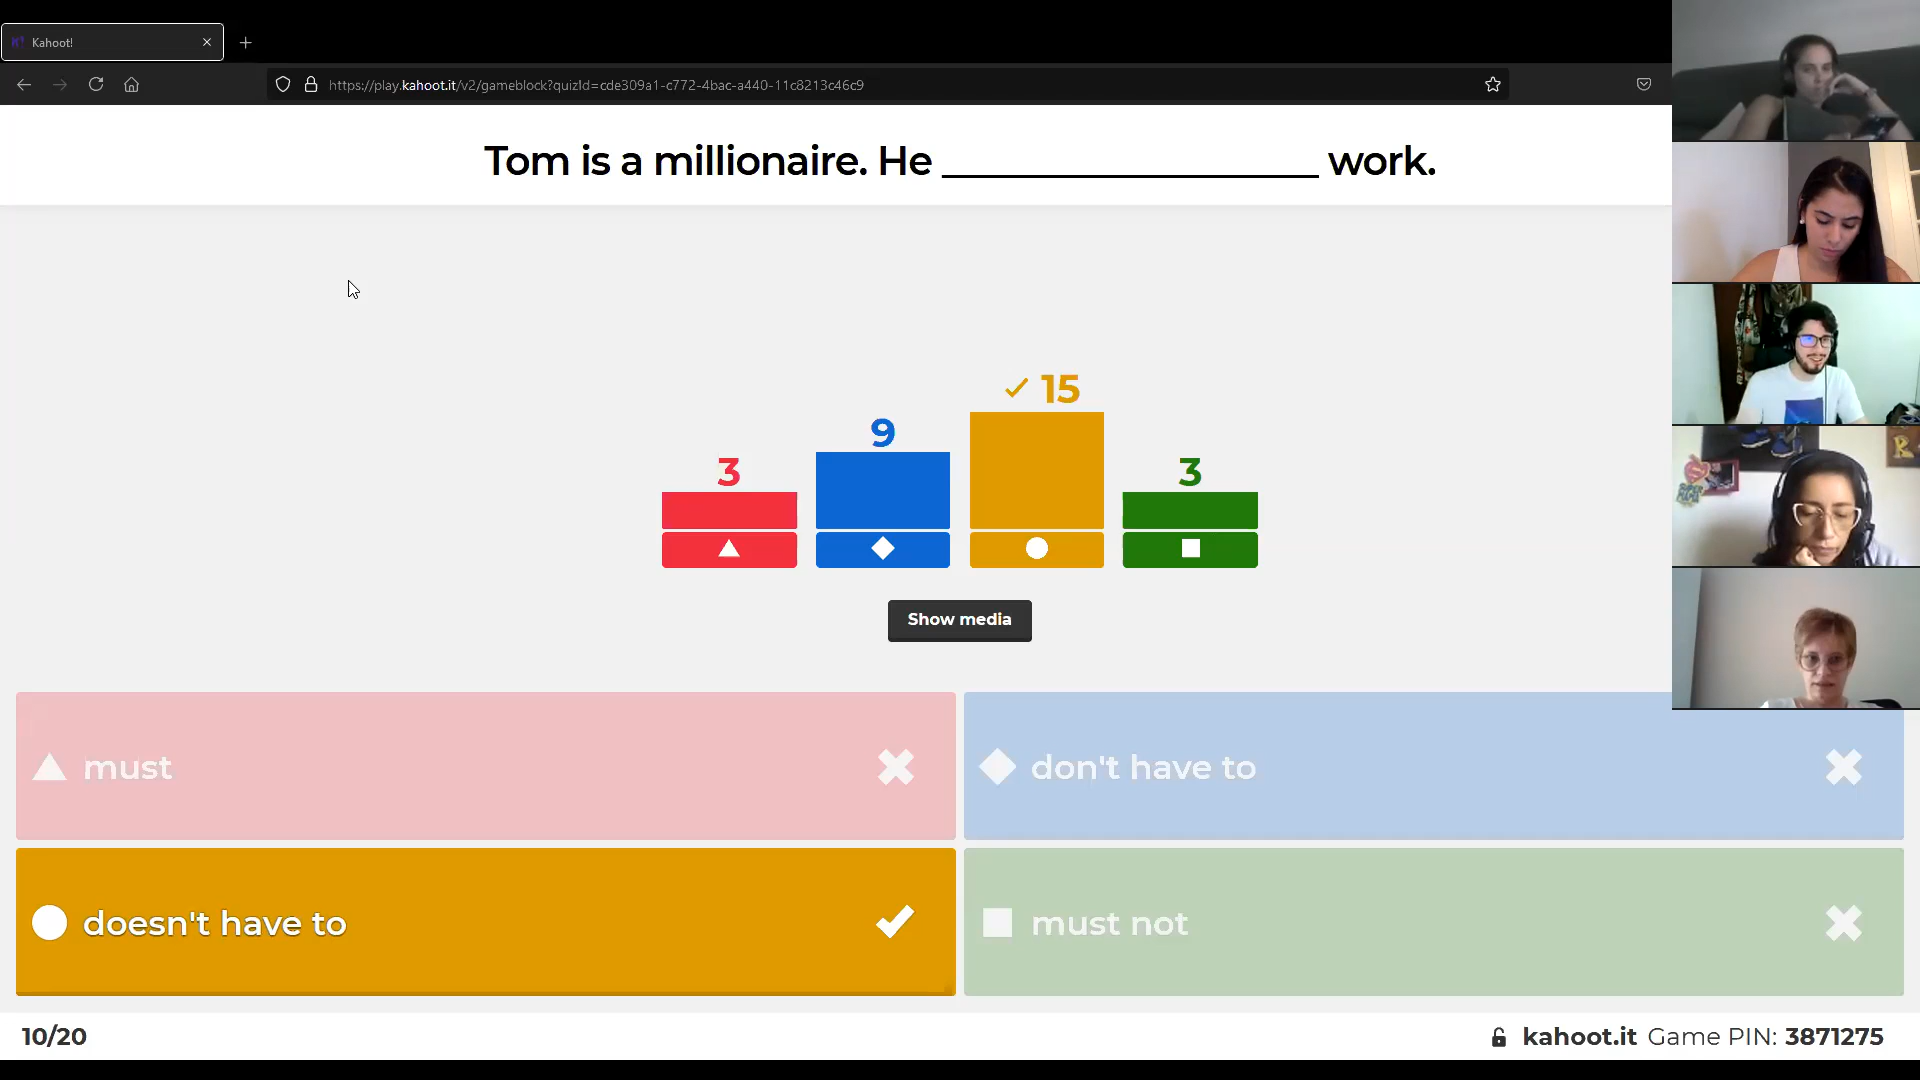 Kahoot!
https://play.kahoot.it/v2/gameblock?quizId=cde309a1-c772-4bac-a440-11c8213c46c9
Tom is a millionaire. He ____________________ work.
3
9
15
3
Show media
must
don't have to
doesn't have to
must not
10/20
kahoot.it Game PIN: 3871275